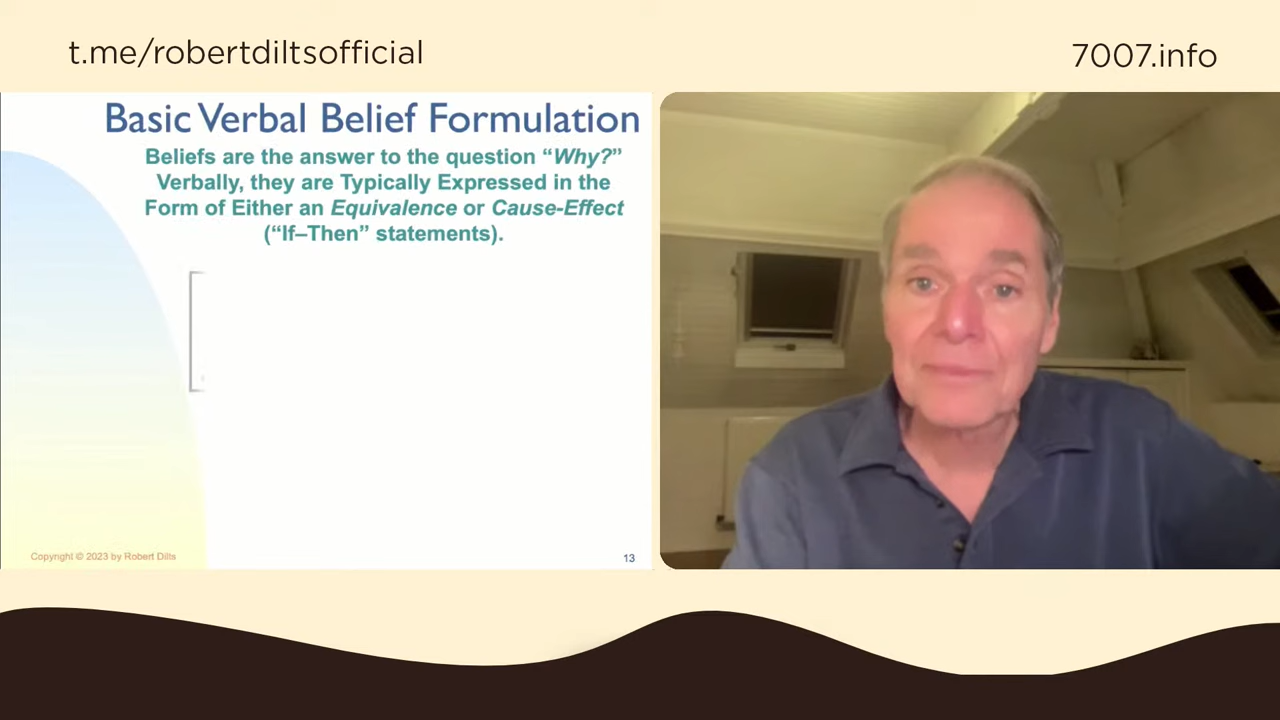 t.me/robertdiltsofficial
7007.info
Basic Verbal Belief Formulation
Beliefs are the answer to the question “Why?”
Verbally, they are Typically Expressed in the
Form of Either an Equivalence or Cause-Effect
(“If–Then” statements).
Copyright © 2023 by Robert Dilts
13